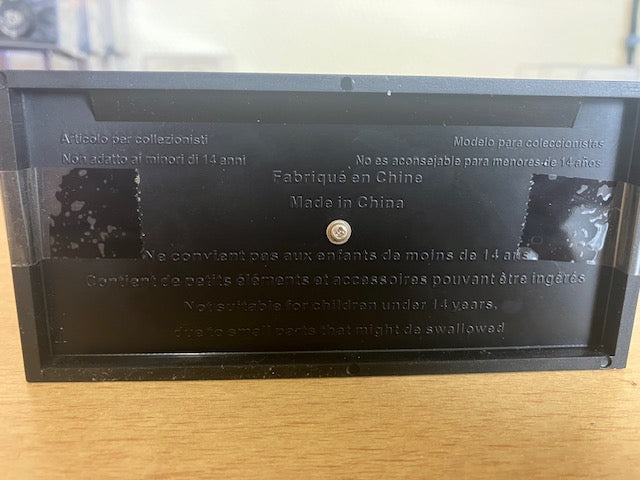 Articolo per collezionisti
Modelo para coleccionistas
Non adatto ai minori di 14 anni
No es aconsejable para menores de 14 años
Fabriqué en Chine
Made in China
Ne convient pas aux enfants de moins de 14 ans
Contient de petits éléments et accessoires pouvant être ingérés
Not suitable for children under 14 years,
due to small parts that might be swallowed